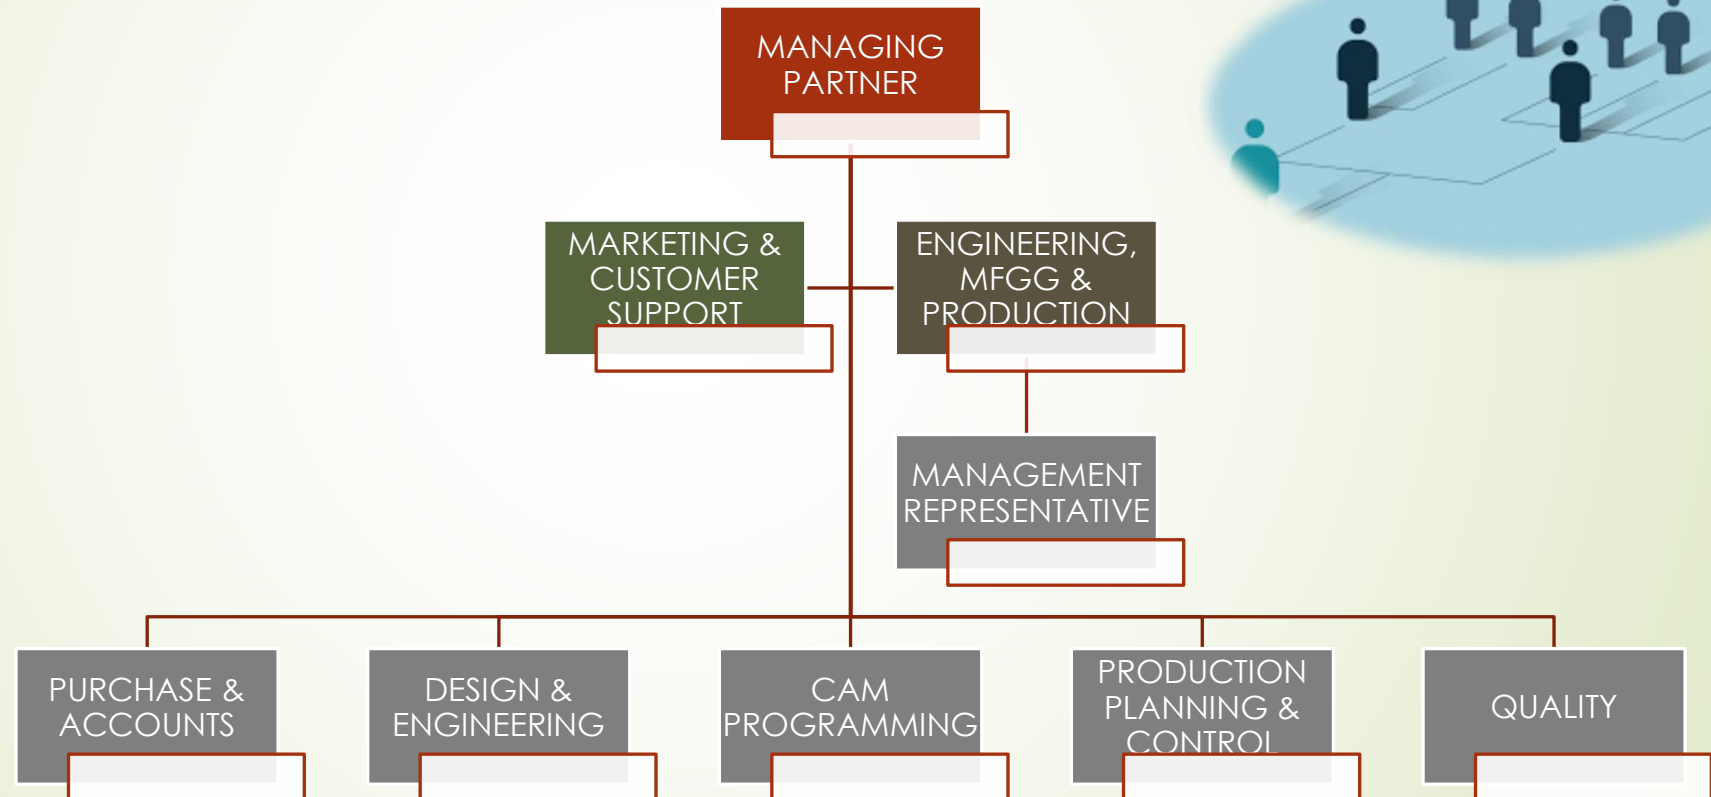 MANAGING
PARTNER
MARKETING &
CUSTOMER
SUPPORT
ENGINEERING,
MFGG &
PRODUCTION
MANAGEMENT
REPRESENTATIVE
PURCHASE &
ACCOUNTS
DESIGN &
ENGINEERING
CAM
PROGRAMMING
PRODUCTION
PLANNING &
CONTROL
QUALITY